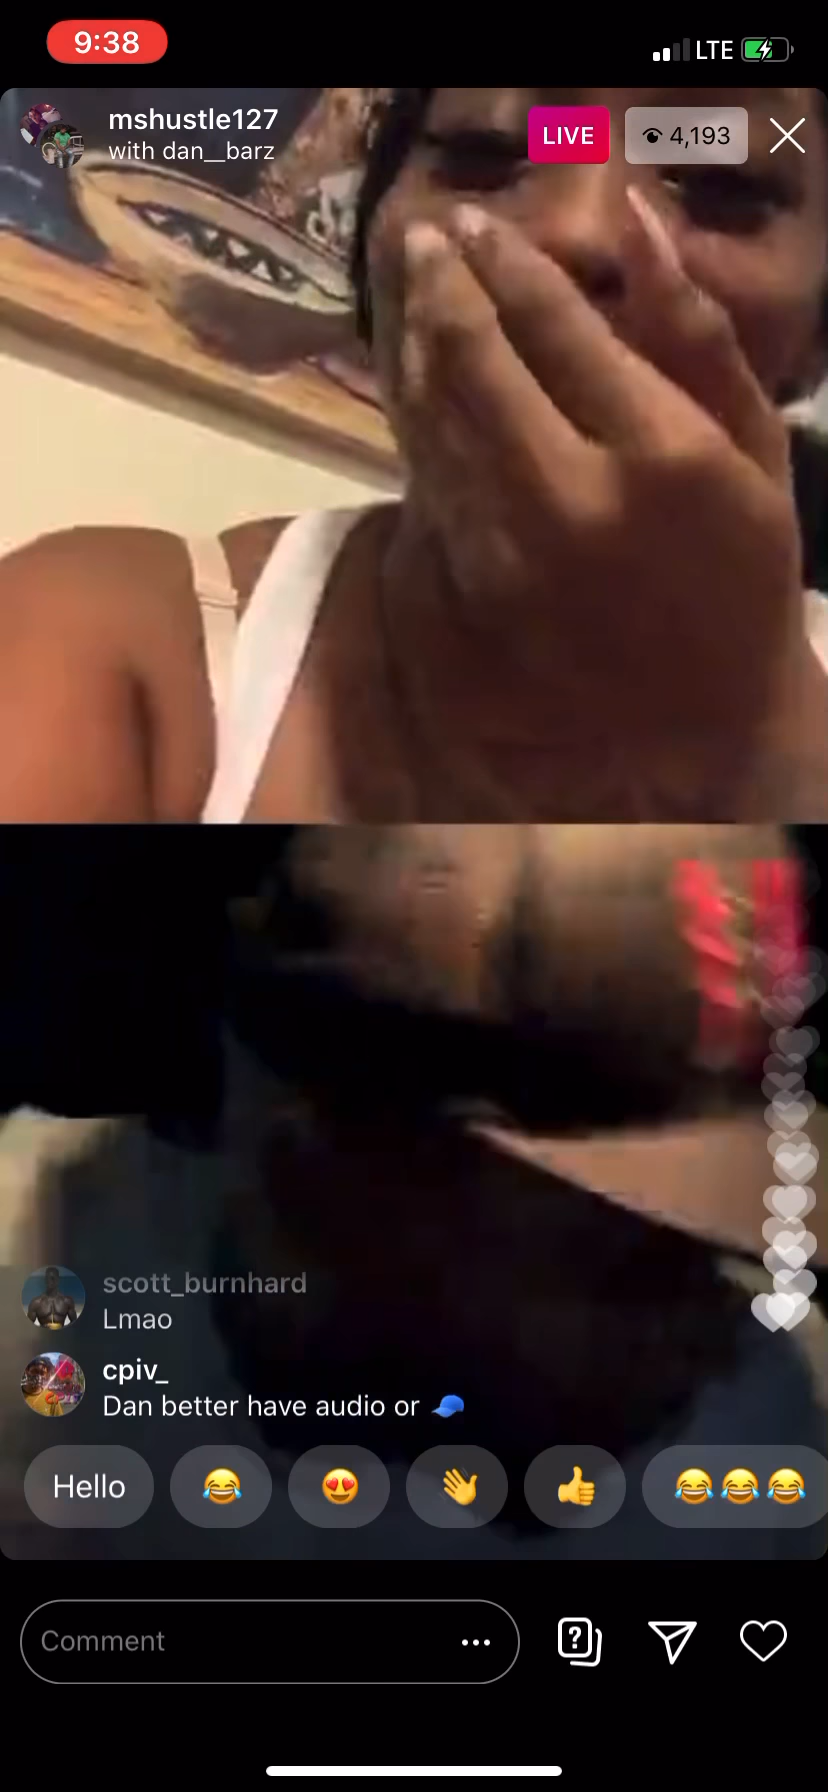 9:38
LTE
mshustle127
with dan__barz
LIVE
4,193
scott_burnhard
Lmao
cpiv_
Dan better have audio or 🧢
Hello
😂
😍
👋
👍
😂😂😂
Comment